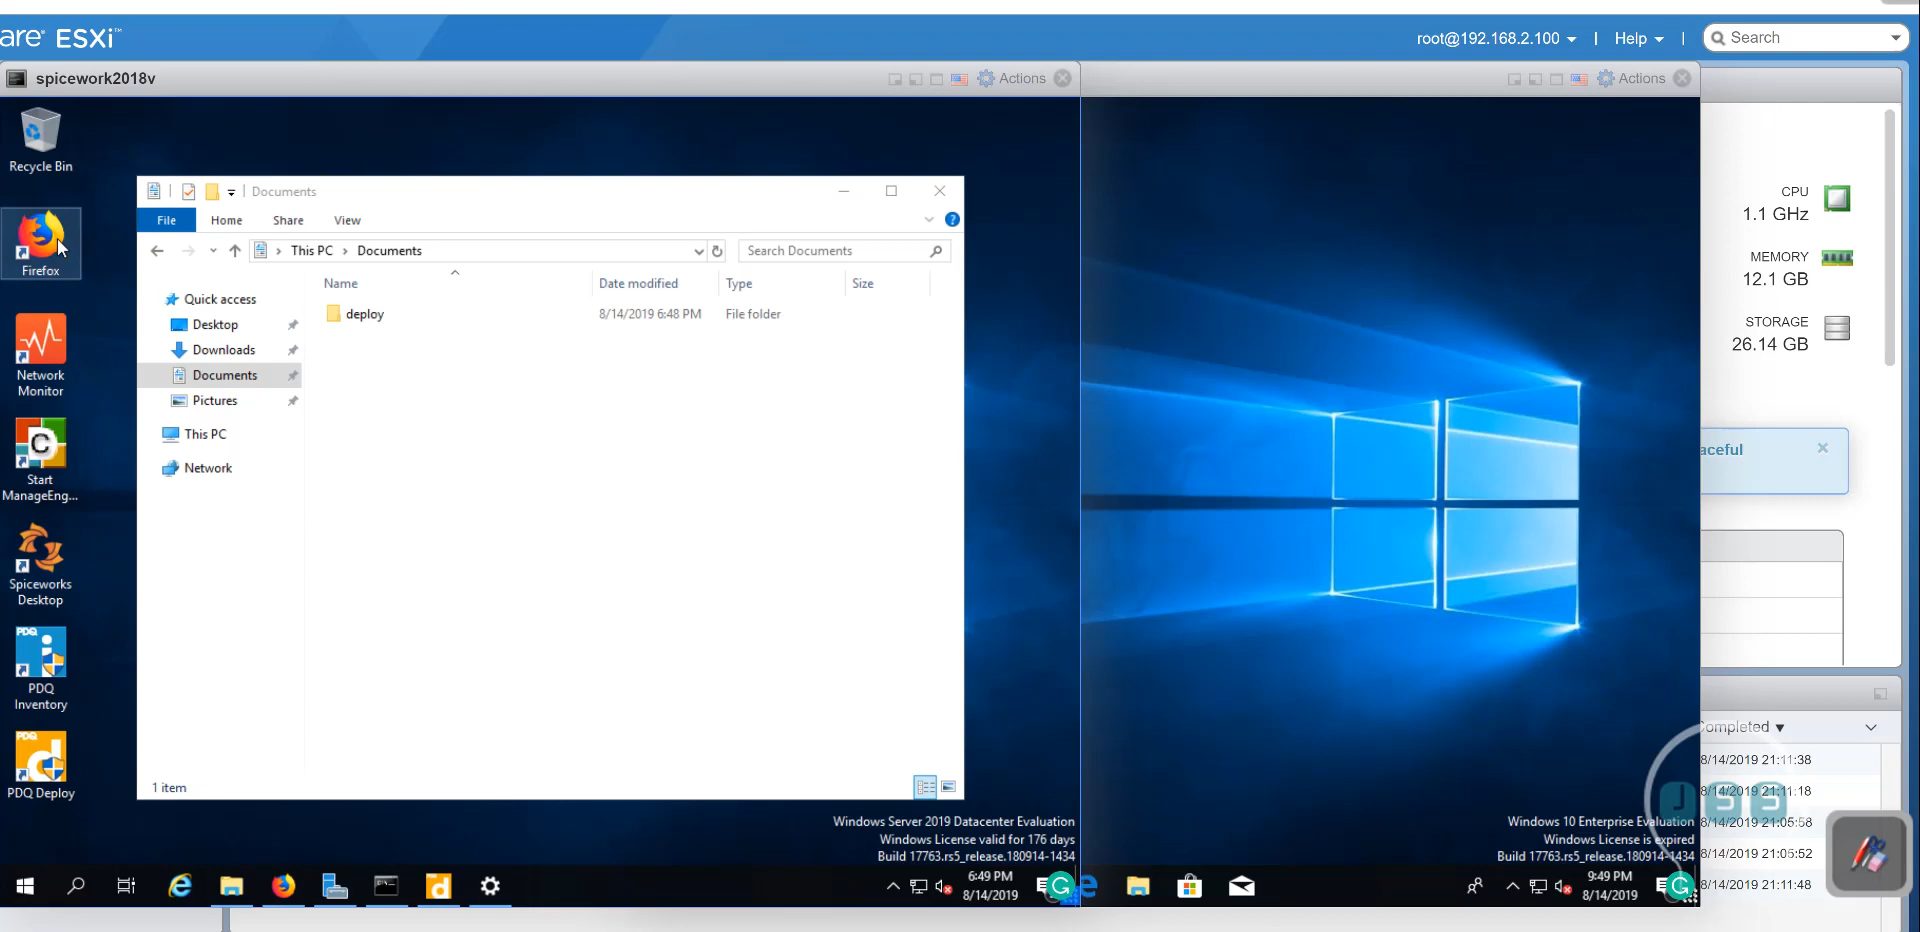 are® ESXi™
root@192.168.2.100
|
Help
|
Search
spicework2018v
Actions
Actions
Recycle Bin
Firefox
Network
Monitor
Start
ManageEng...
Spiceworks
Desktop
PDQ
PDQ
Inventory
PDQ
PDQ Deploy
Documents
File
Home
Share
View
This PC
Documents
Search Documents
Name
Date modified
Type
Size
Quick access
Desktop
Downloads
Documents
Pictures
This PC
Network
deploy
8/14/2019 6:48 PM
File folder
1 item
Windows Server 2019 Datacenter Evaluation
Windows License valid for 176 days
Build 17763.rs5_release.180914-1434
6:49 PM
8/14/2019
Windows 10 Enterprise Evaluation
Windows License is expired
Build 17763.rs5_release.180914-1434
9:49 PM
8/14/2019
CPU
1.1 GHz
MEMORY
12.1 GB
STORAGE
26.14 GB
aceful
Completed ▼
8/14/2019 21:11:38
8/14/2019 21:11:18
8/14/2019 21:05:58
8/14/2019 21:05:52
8/14/2019 21:11:48